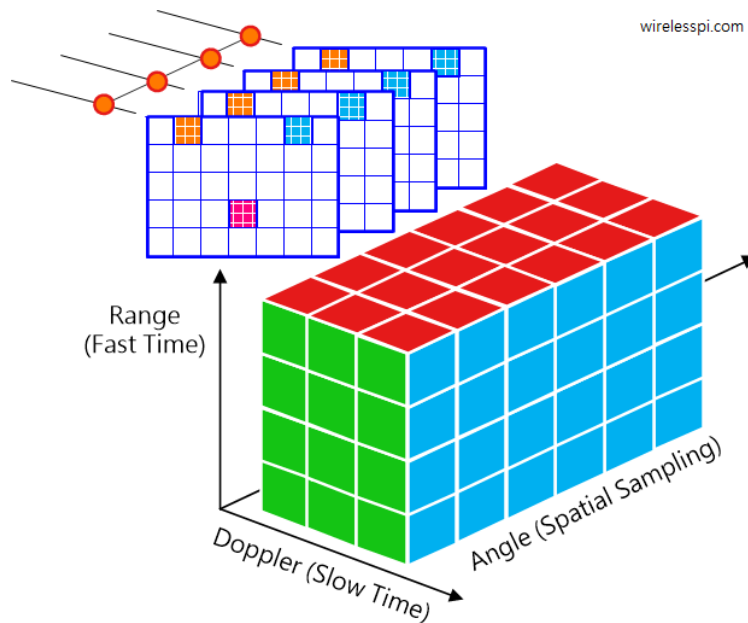 wirelesspi.com
Range
(Fast Time)
Doppler (Slow Time)
Angle (Spatial Sampling)